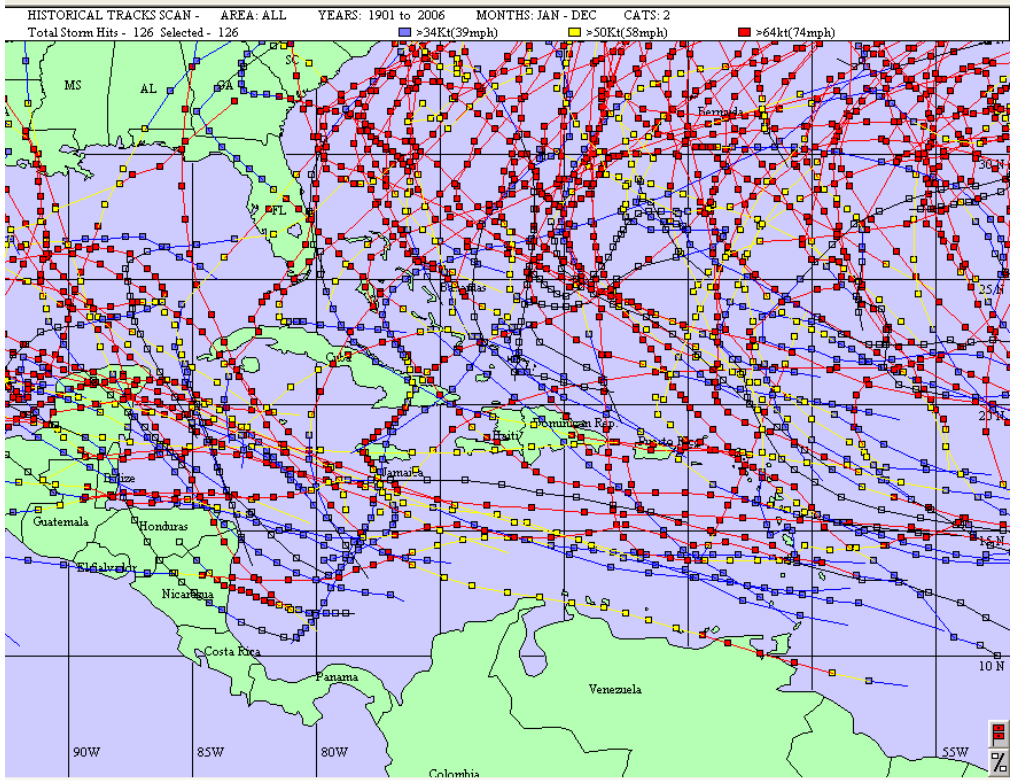 HISTORICAL TRACKS SCAN - AREA: ALL YEARS: 1901 to 2006 MONTHS: JAN - DEC CATS: 2
Total Storm Hits - 126 Selected - 126 >34Kt(39mph) >50Kt(58mph) >64kt(74mph)
SC
MS
AL
GA
Bermuda
30 N
FL
25 N
Bahamas
Cuba
20 N
Dominican Rep.
Haiti
Puerto Rico
Jamaica
Belize
Guatemala
Honduras
15 N
El Salvador
Nicaragua
Costa Rica
10 N
Panama
Venezuela
90W
85W
80W
55W
Colombia
%